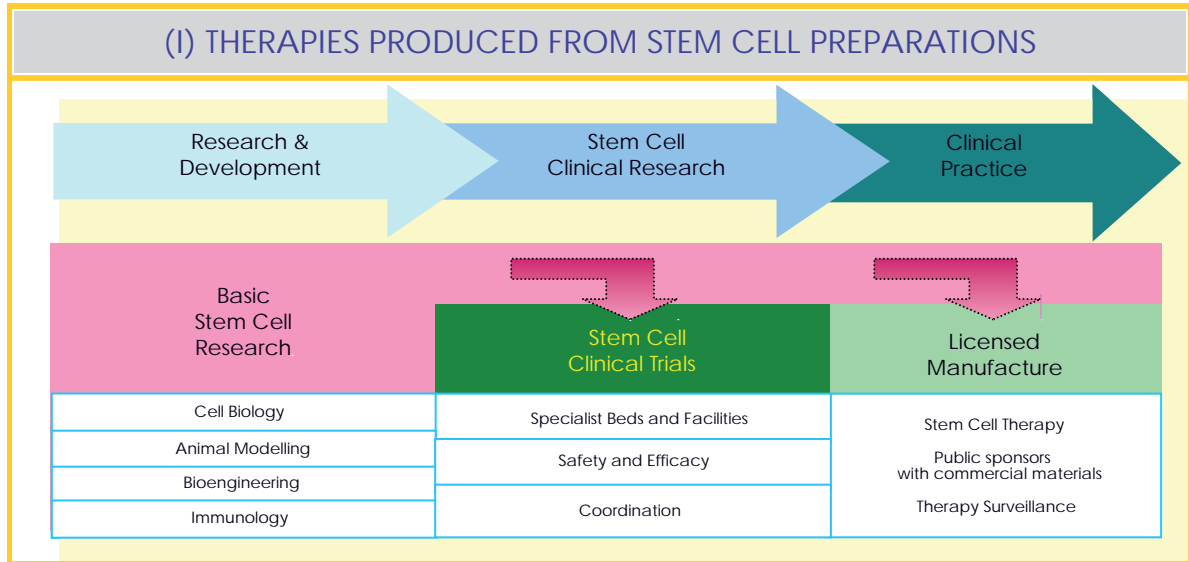 (I) THERAPIES PRODUCED FROM STEM CELL PREPARATIONS
Research &
Development
Stem Cell
Clinical Research
Clinical
Practice
Basic
Stem Cell
Research
Stem Cell
Clinical Trials
Licensed
Manufacture
Cell Biology
Animal Modelling
Bioengineering
Immunology
Specialist Beds and Facilities
Safety and Efficacy
Coordination
Stem Cell Therapy
Public sponsors
with commercial materials
Therapy Surveillance